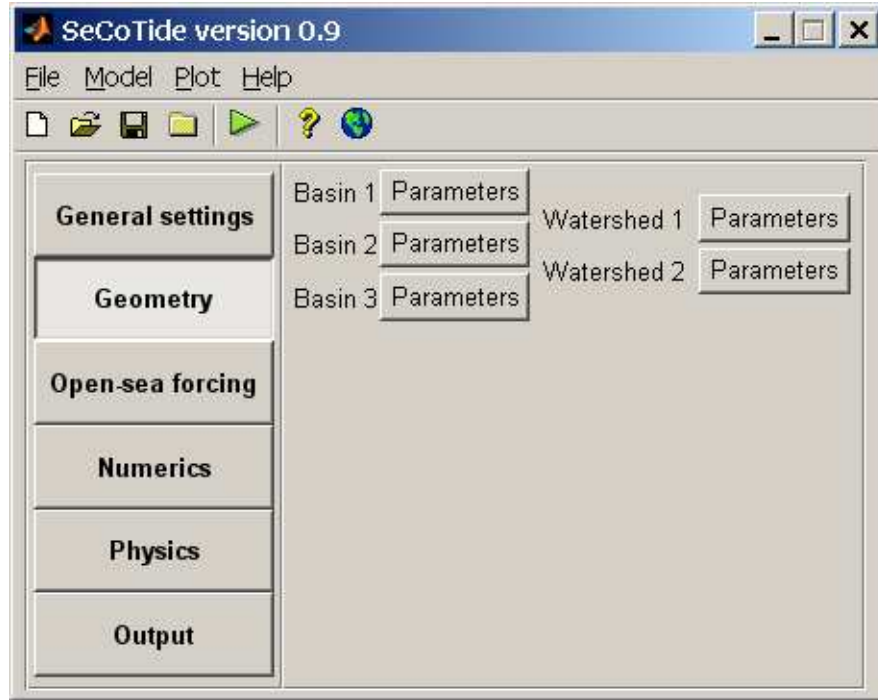 SeCoTide version 0.9
File Model Plot Help
General settings
Geometry
Open-sea forcing
Numerics
Physics
Output
Basin 1 Parameters
Basin 2 Parameters
Basin 3 Parameters
Watershed 1 Parameters
Watershed 2 Parameters